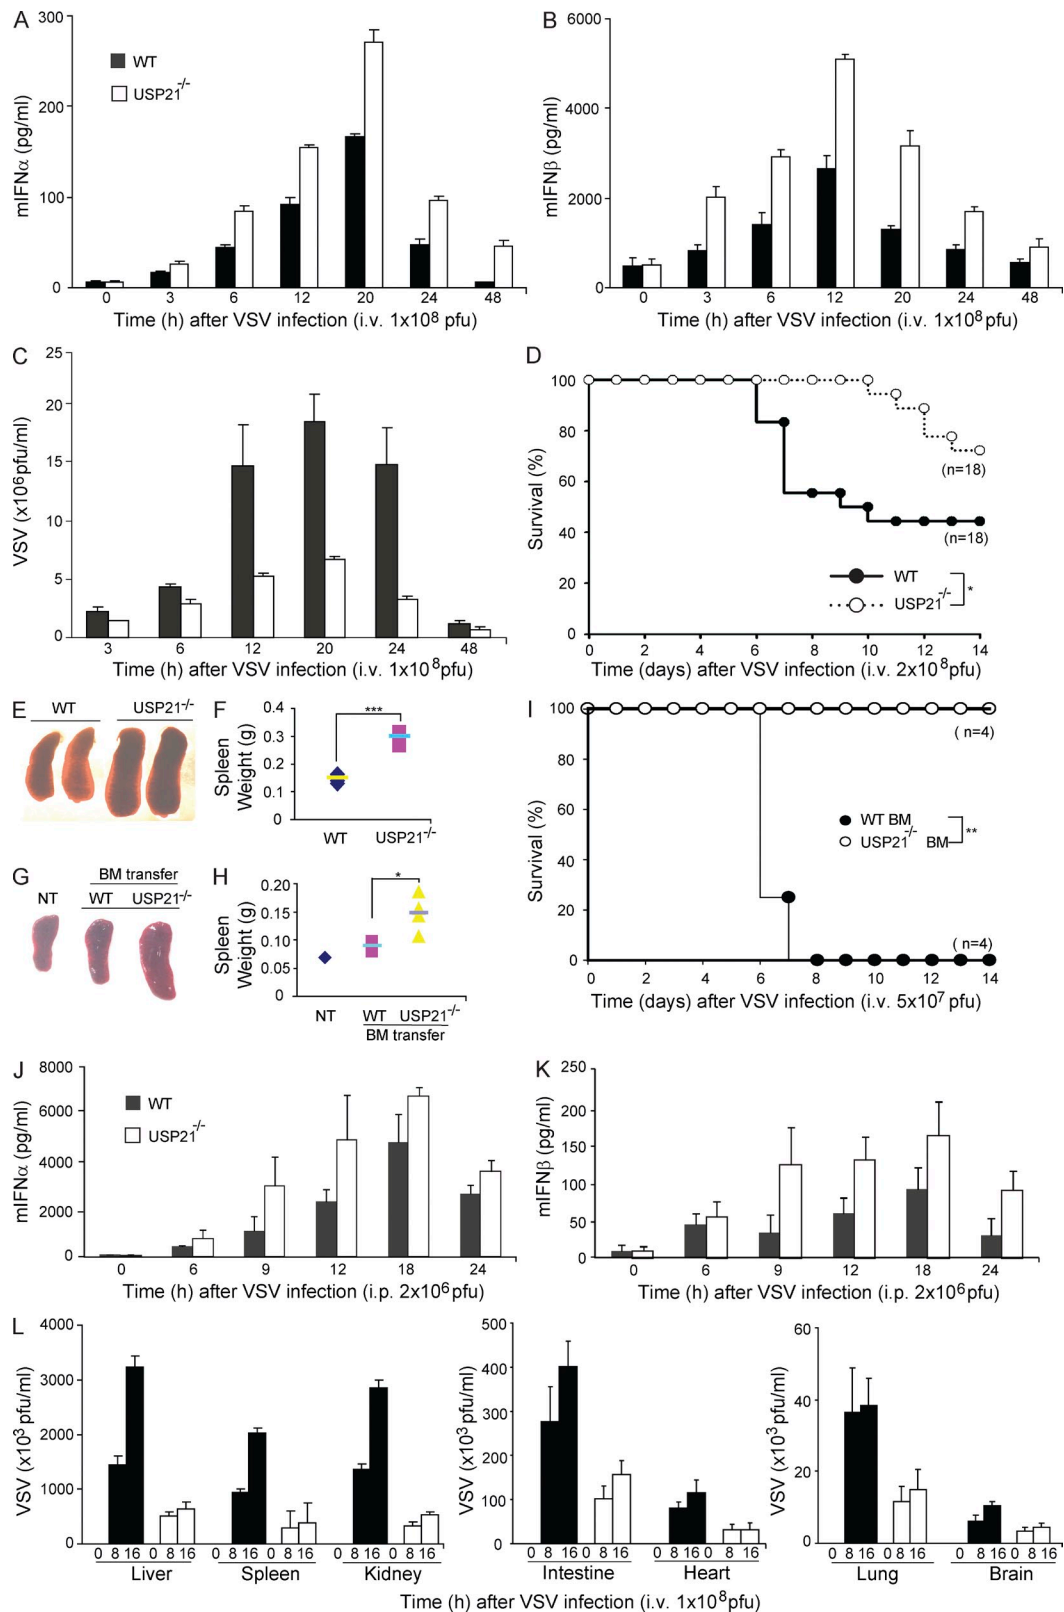 A
mIFNα (pg/ml)
300
200
100
0
WT
USP21-/-
0 3 6 12 20 24 48
Time (h) after VSV infection (i.v. 1x10⁸ pfu)
B
mIFNβ (pg/ml)
6000
4000
2000
0
0 3 6 12 20 24 48
Time (h) after VSV infection (i.v. 1x10⁸ pfu)
C
VSV (x10⁶pfu/ml)
25
20
15
10
5
0
3 6 12 20 24 48
Time (h) after VSV infection (i.v. 1x10⁸pfu)
D
Survival (%)
100
80
60
40
20
0
(n=18)
(n=18)
WT
USP21-/-
*
0 2 4 6 8 10 12 14
Time (days) after VSV infection (i.v. 2x10⁸pfu)
E
WT USP21-/-
F
Spleen
Weight (g)
0.4
0.3
0.2
0.1
0
***
WT USP21-/-
G
BM transfer
NT WT USP21-/-
H
Spleen
Weight (g)
0.20
0.15
0.10
0.05
0
*
NT WT USP21-/-
BM transfer
I
Survival (%)
100
80
60
40
20
0
( n=4)
WT BM
USP21-/- BM
**
( n=4)
0 2 4 6 8 10 12 14
Time (days) after VSV infection (i.v. 5x10⁷pfu)
J
mIFNα (pg/ml)
8000
6000
4000
2000
0
WT
USP21-/-
0 6 9 12 18 24
Time (h) after VSV infection (i.p. 2x10⁶pfu)
K
mIFNβ (pg/ml)
250
200
150
100
50
0
0 6 9 12 18 24
Time (h) after VSV infection (i.p. 2x10⁶pfu)
L
VSV (x10³pfu/ml)
4000
3000
2000
1000
0
0 8 16 0 8 16 0 8 16 0 8 16 0 8 16 0 8 16
Liver Spleen Kidney
VSV (x10³pfu/ml)
500
400
300
200
100
0
0 8 16 0 8 16 0 8 16 0 8 16
Intestine Heart
VSV (x10³pfu/ml)
60
40
20
0
0 8 16 0 8 16 0 8 16 0 8 16
Lung Brain
Time (h) after VSV infection (i.v. 1x10⁸pfu)